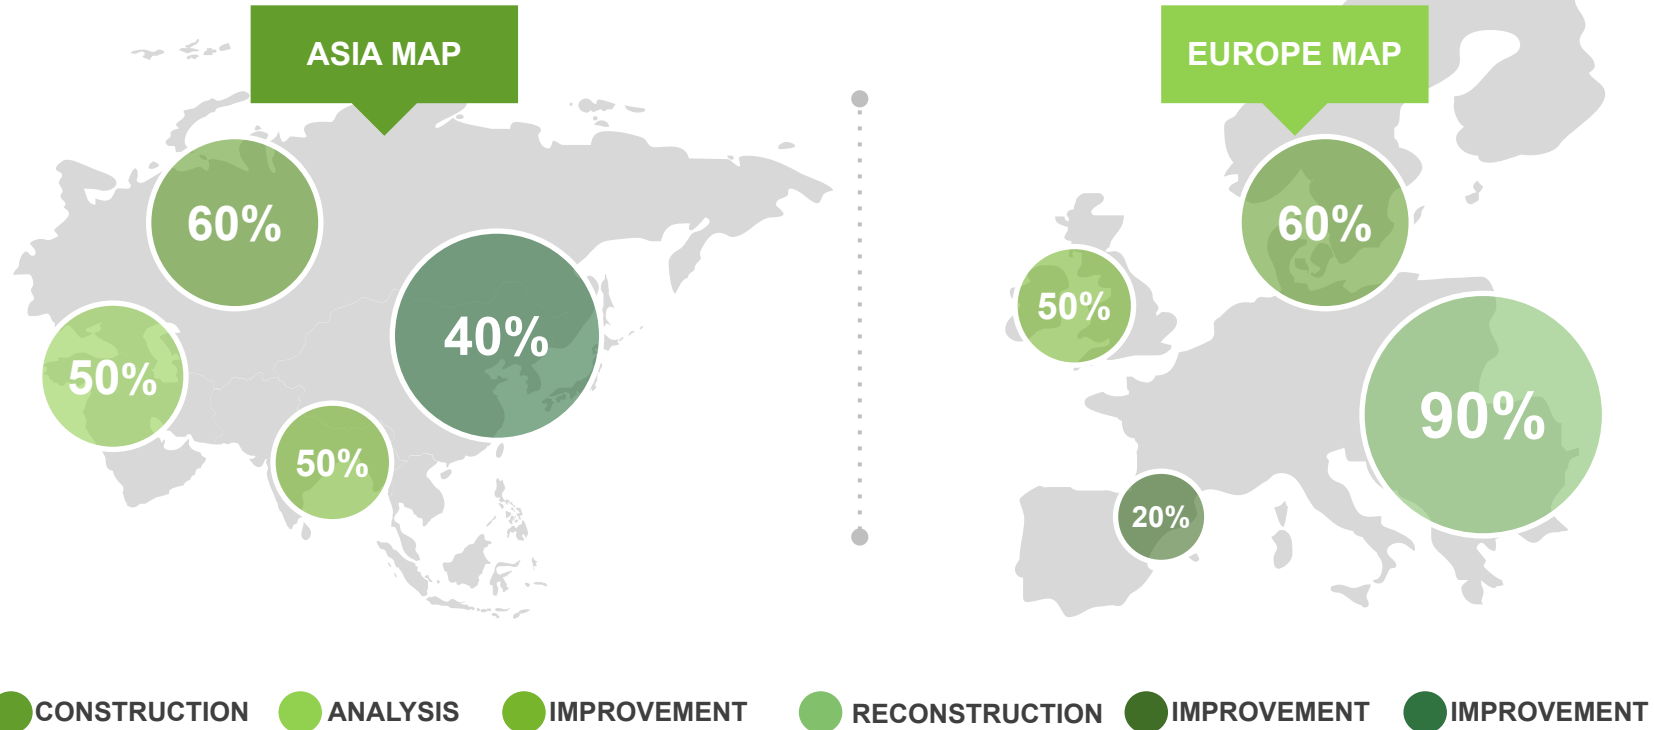 ASIA MAP
EUROPE MAP
60%
60%
50%
40%
50%
90%
50%
20%
CONSTRUCTION
ANALYSIS
IMPROVEMENT
RECONSTRUCTION
IMPROVEMENT
IMPROVEMENT